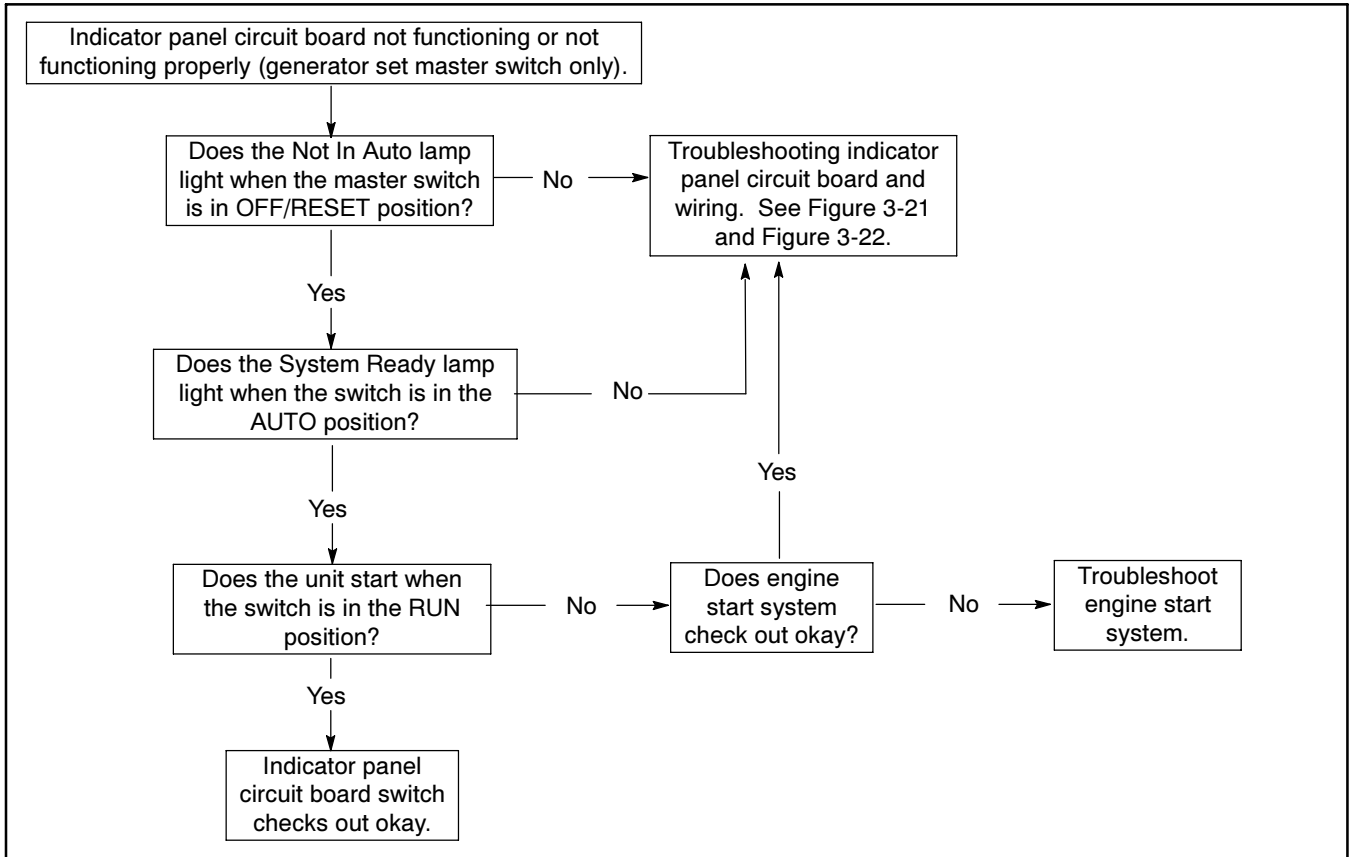 Indicator panel circuit board not functioning or not
functioning properly (generator set master switch only).
Does the Not In Auto lamp
light when the master switch
is in OFF/RESET position?
No
Troubleshooting indicator
panel circuit board and
wiring. See Figure 3-21
and Figure 3-22.
Yes
Does the System Ready lamp
light when the switch is in the
AUTO position?
No
Yes
Yes
Does the unit start when
the switch is in the RUN
position?
No
Does engine
start system
check out okay?
No
Troubleshoot
engine start
system.
Yes
Indicator panel
circuit board switch
checks out okay.